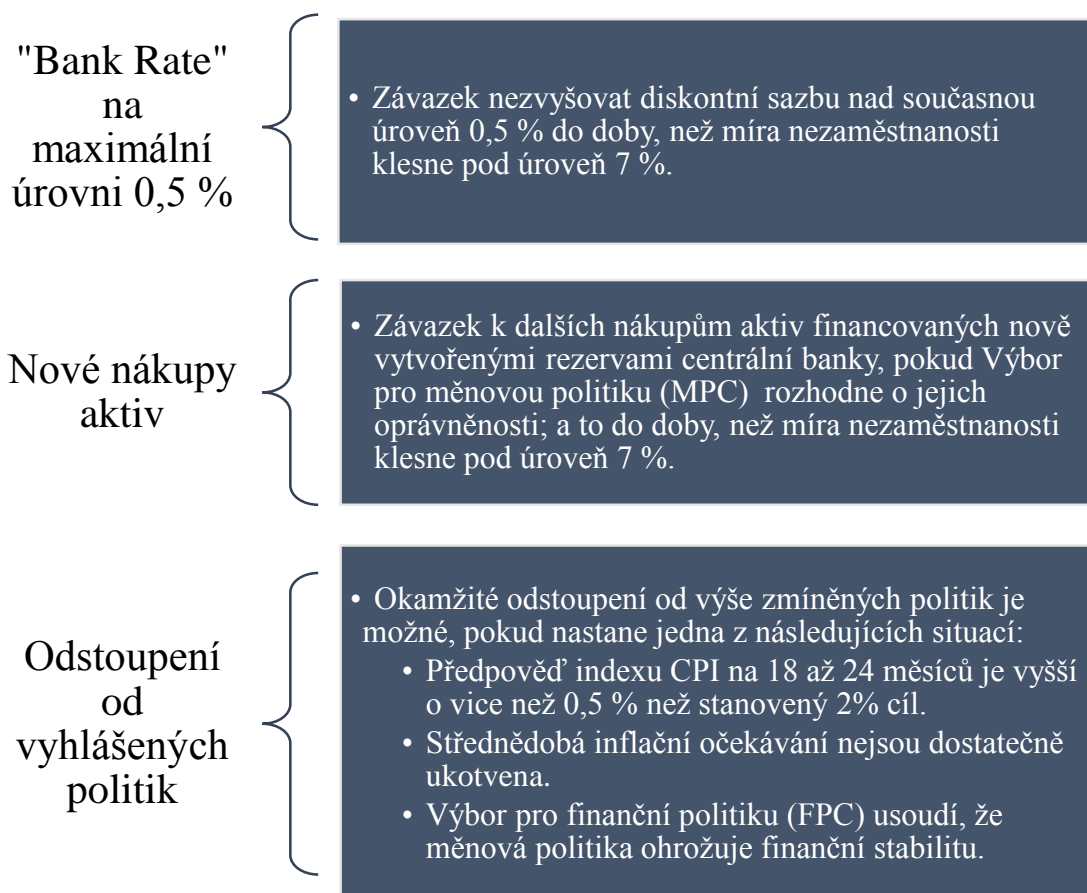 "Bank Rate"
na
maximální
úrovni 0,5 %
• Závazek nezvyšovat diskontní sazbu nad současnou
úroveň 0,5 % do doby, než míra nezaměstnanosti
klesne pod úroveň 7 %.
Nové nákupy
aktiv
• Závazek k dalších nákupům aktiv financovaných nově
vytvořenými rezervami centrální banky, pokud Výbor
pro měnovou politiku (MPC) rozhodne o jejich
oprávněnosti; a to do doby, než míra nezaměstnanosti
klesne pod úroveň 7 %.
Odstoupení
od
vyhlášených
politik
• Okamžité odstoupení od výše zmíněných politik je
možné, pokud nastane jedna z následujících situací:
• Předpověď indexu CPI na 18 až 24 měsíců je vyšší
o vice než 0,5 % než stanovený 2% cíl.
• Střednědobá inflační očekávání nejsou dostatečně
ukotvena.
• Výbor pro finanční politiku (FPC) usoudí, že
měnová politika ohrožuje finanční stabilitu.